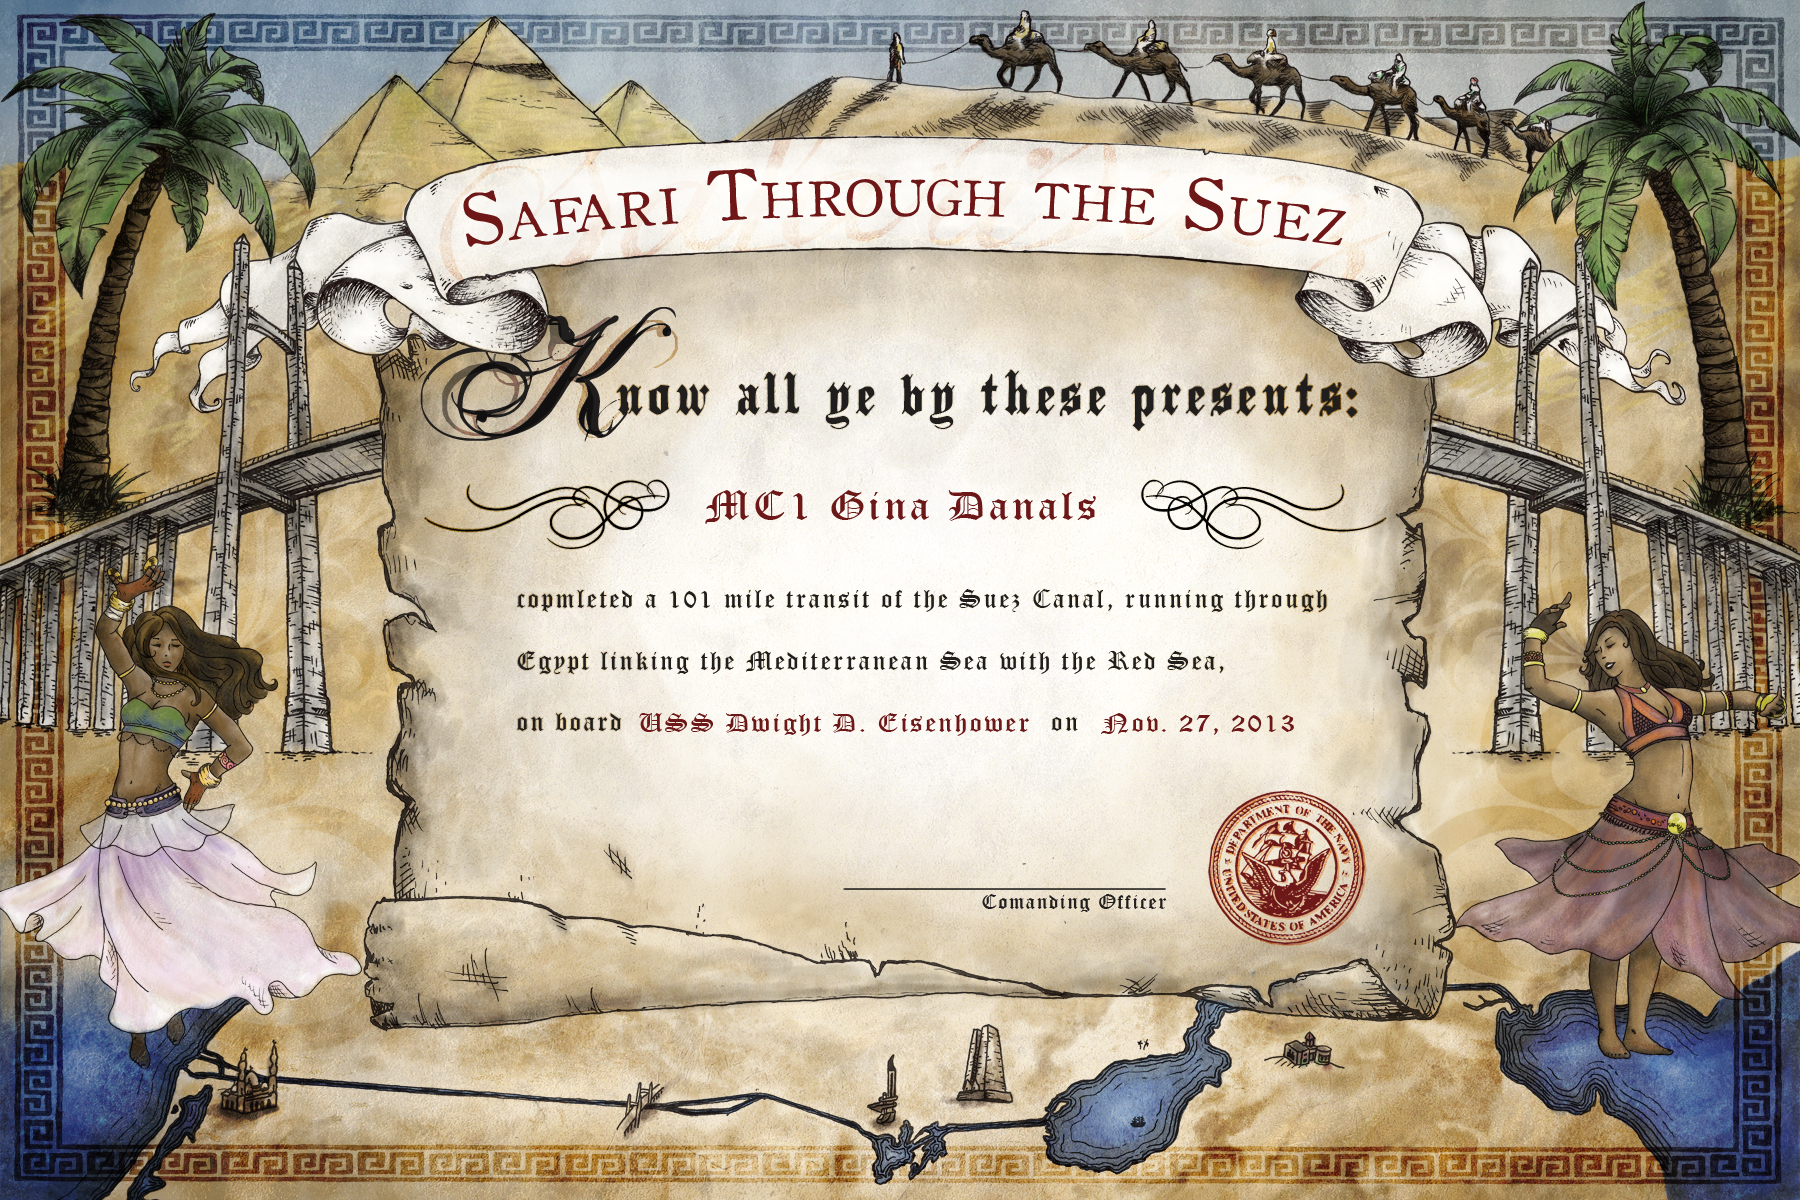 Safari Through the Suez
Know all ye by these presents:
MC1 Gina Danals
copmleted a 101 mile transit of the Suez Canal, running through
Egypt linking the Mediterranean Sea with the Red Sea,
on board USS Dwight D. Eisenhower on Nov. 27, 2013
Comanding Officer
DEPARTMENT OF THE NAVY
UNITED STATES OF AMERICA